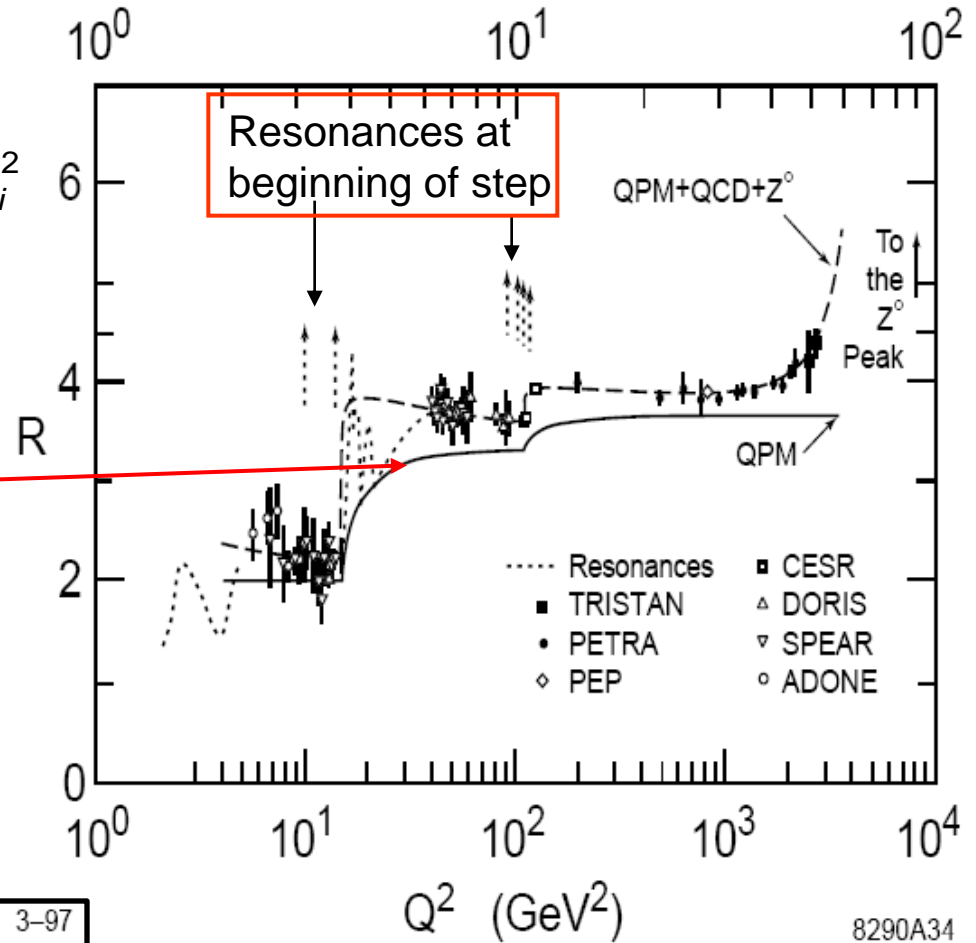 10⁰ 10¹ 10²
Resonances at
beginning of step
2
i
6
QPM+QCD+Z°
To
the
Z°
Peak
4
R
QPM
2
Resonances
TRISTAN
PETRA
PEP
CESR
DORIS
SPEAR
ADONE
0
10⁰ 10¹ 10² 10³ 10⁴
Q² (GeV²)
3–97
8290A34